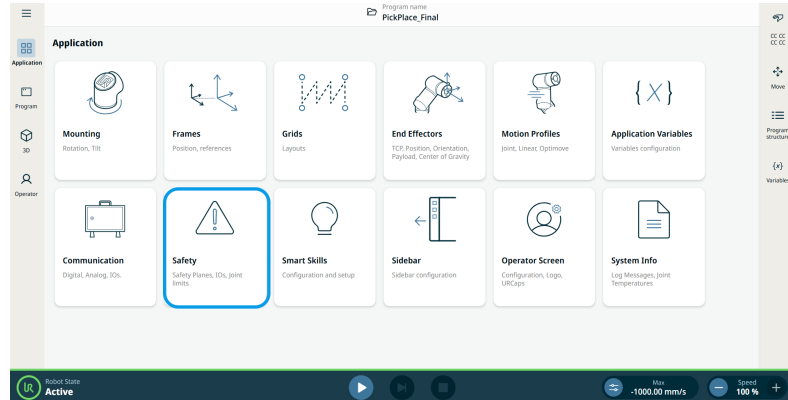 Program name
PickPlace_Final
Application
Application
Program
3D
Operator
Mounting
Rotation, Tilt
Frames
Position, references
Grids
Layouts
End Effectors
TCP, Position, Orientation,
Payload, Center of Gravity
Motion Profiles
Joint, Linear, Optimove
Application Variables
Variables configuration
Communication
Digital, Analog, IOs.
Safety
Safety Planes, IOs, Joint
limits
Smart Skills
Configuration and setup
Sidebar
Sidebar configuration
Operator Screen
Configuration, Logo,
URCaps
System Info
Log Messages, Joint
Temperatures
CC CC
CC CC
Move
Program
structure
{x}
Variables
{X}
UR
Robot State
Active
Max
-1000.00 mm/s
Speed
100 %